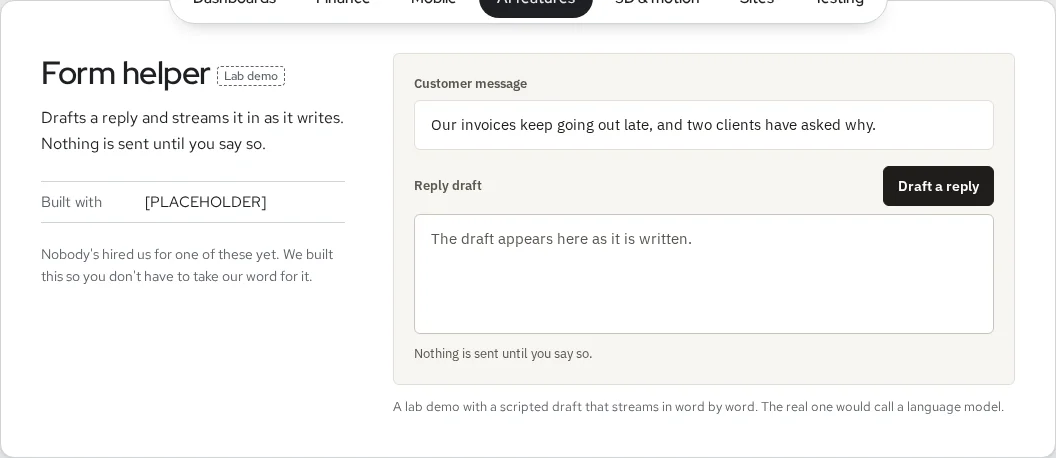 Dashboards Finance Mobile AI features 3D & motion Sites Testing
Form helper Lab demo
Drafts a reply and streams it in as it writes.
Nothing is sent until you say so.
Built with [PLACEHOLDER]
Nobody's hired us for one of these yet. We built
this so you don't have to take our word for it.
Customer message
Our invoices keep going out late, and two clients have asked why.
Reply draft Draft a reply
The draft appears here as it is written.
Nothing is sent until you say so.
A lab demo with a scripted draft that streams in word by word. The real one would call a language model.